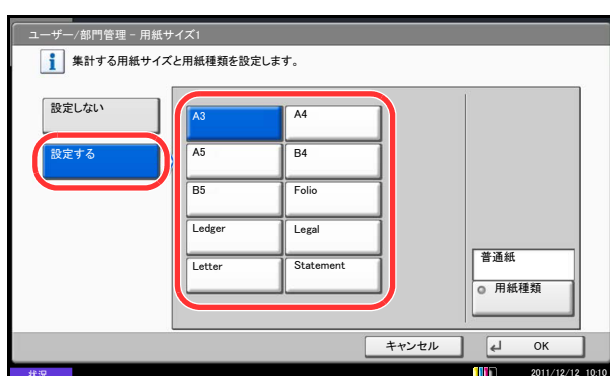 ユーザー/部門管理 - 用紙サイズ1
集計する用紙サイズと用紙種類を設定します。
設定しない
設定する
A3
A4
A5
B4
B5
Folio
Ledger
Legal
Letter
Statement
普通紙
用紙種類
キャンセル
OK
状況
2011/12/12 10:10